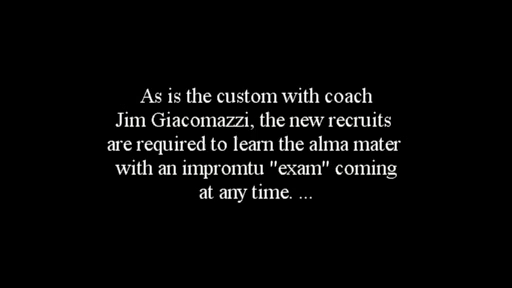 As is the custom with coach
Jim Giacomazzi, the new recruits
are required to learn the alma mater
with an impromtu "exam" coming
at any time. ...